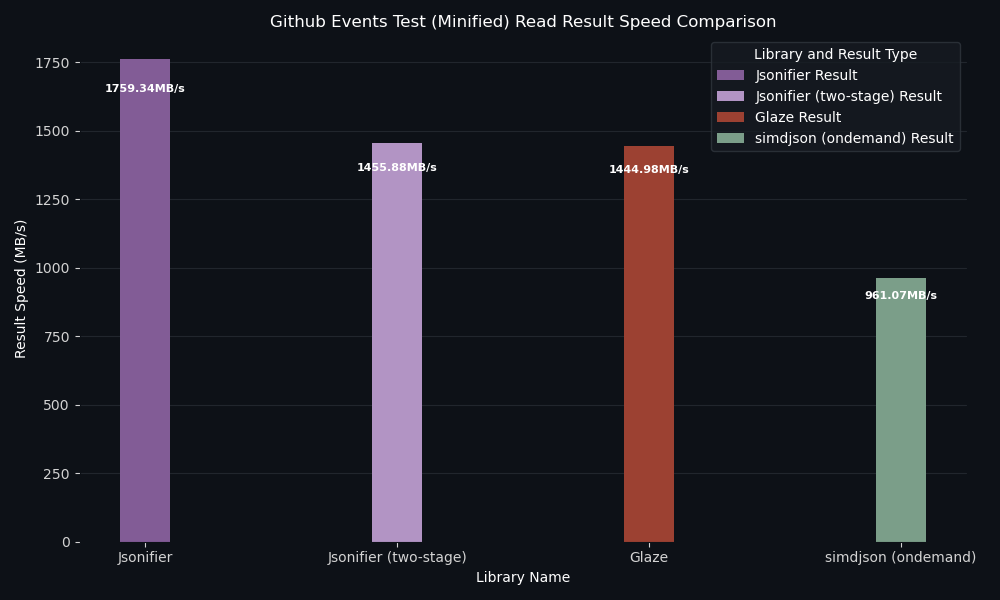 Github Events Test (Minified) Read Result Speed Comparison
Library and Result Type
Jsonifier Result
Jsonifier (two-stage) Result
Glaze Result
simdjson (ondemand) Result
Result Speed (MB/s)
1750
1500
1250
1000
750
500
250
0
1759.34MB/s
1455.88MB/s
1444.98MB/s
961.07MB/s
Jsonifier
Jsonifier (two-stage)
Glaze
simdjson (ondemand)
Library Name